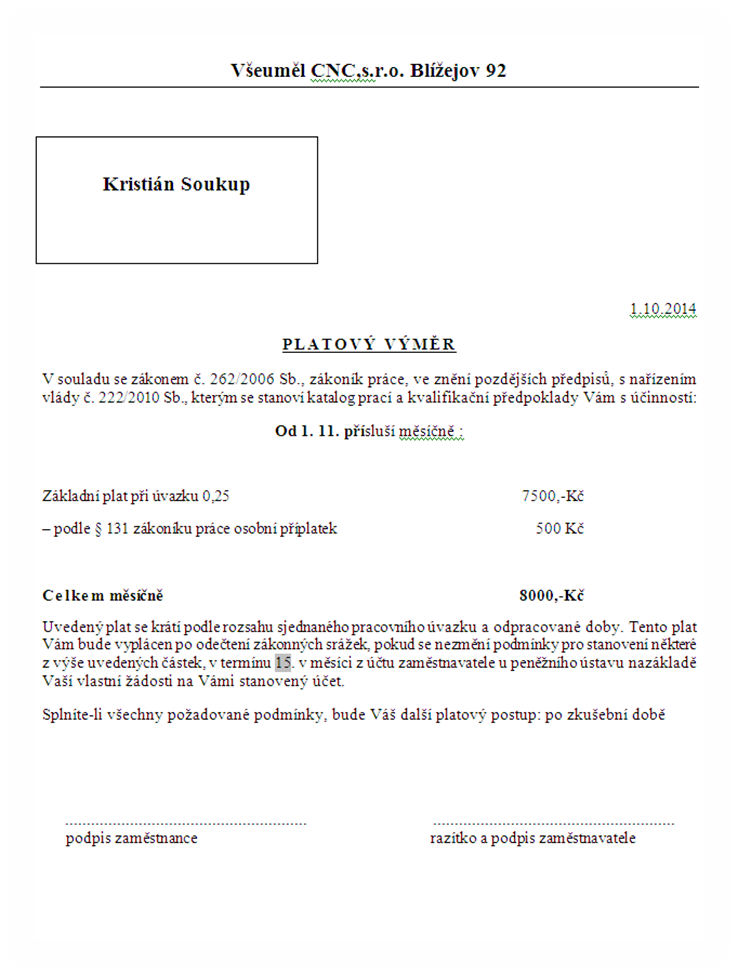 Všeuměl CNC,s.r.o. Blížejov 92
Kristián Soukup
1.10.2014
PLATOVÝ VÝMĚR
V souladu se zákonem č. 262/2006 Sb., zákoník práce, ve znění pozdějších předpisů, s nařízením
vlády č. 222/2010 Sb., kterým se stanoví katalog prací a kvalifikační předpoklady Vám s účinností:
Od 1. 11. přísluší měsíčně :
Základní plat při úvazku 0,25 7500,-Kč
– podle § 131 zákoníku práce osobní příplatek 500 Kč
Celkem měsíčně 8000,-Kč
Uvedený plat se krátí podle rozsahu sjednaného pracovního úvazku a odpracované doby. Tento plat
Vám bude vyplácen po odečtení zákonných srážek, pokud se nezmění podmínky pro stanovení některé
z výše uvedených částek, v termínu 15. v měsíci z účtu zaměstnavatele u peněžního ústavu nazákladě
Vaší vlastní žádosti na Vámi stanovený účet.
Splníte-li všechny požadované podmínky, bude Váš další platový postup: po zkušební době
podpis zaměstnance razítko a podpis zaměstnavatele